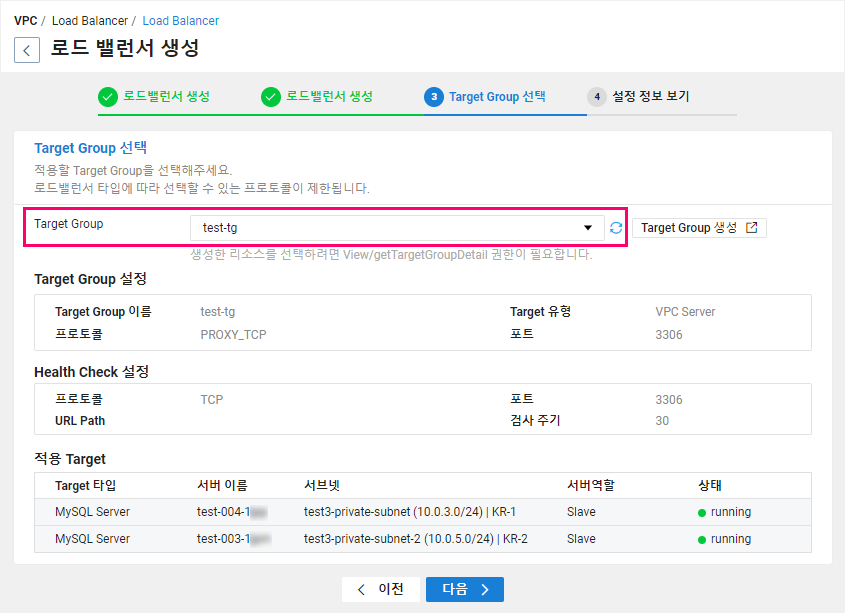 VPC / Load Balancer / Load Balancer
로드 밸런서 생성
로드밸런서 생성 로드밸런서 생성 3 Target Group 선택 4 설정 정보 보기
Target Group 선택
적용할 Target Group을 선택해주세요.
로드밸런서 타입에 따라 선택할 수 있는 프로토콜이 제한됩니다.
Target Group test-tg Target Group 생성
생성한 리소스를 선택하려면 View/getTargetGroupDetail 권한이 필요합니다.
Target Group 설정
Target Group 이름 test-tg Target 유형 VPC Server
프로토콜 PROXY_TCP 포트 3306
Health Check 설정
프로토콜 TCP 포트 3306
URL Path 검사 주기 30
적용 Target
Target 타입 서버 이름 서브넷 서버역할 상태
MySQL Server test-004-1 test3-private-subnet (10.0.3.0/24) | KR-1 Slave running
MySQL Server test-003-1 test3-private-subnet-2 (10.0.5.0/24) | KR-2 Slave running
이전 다음